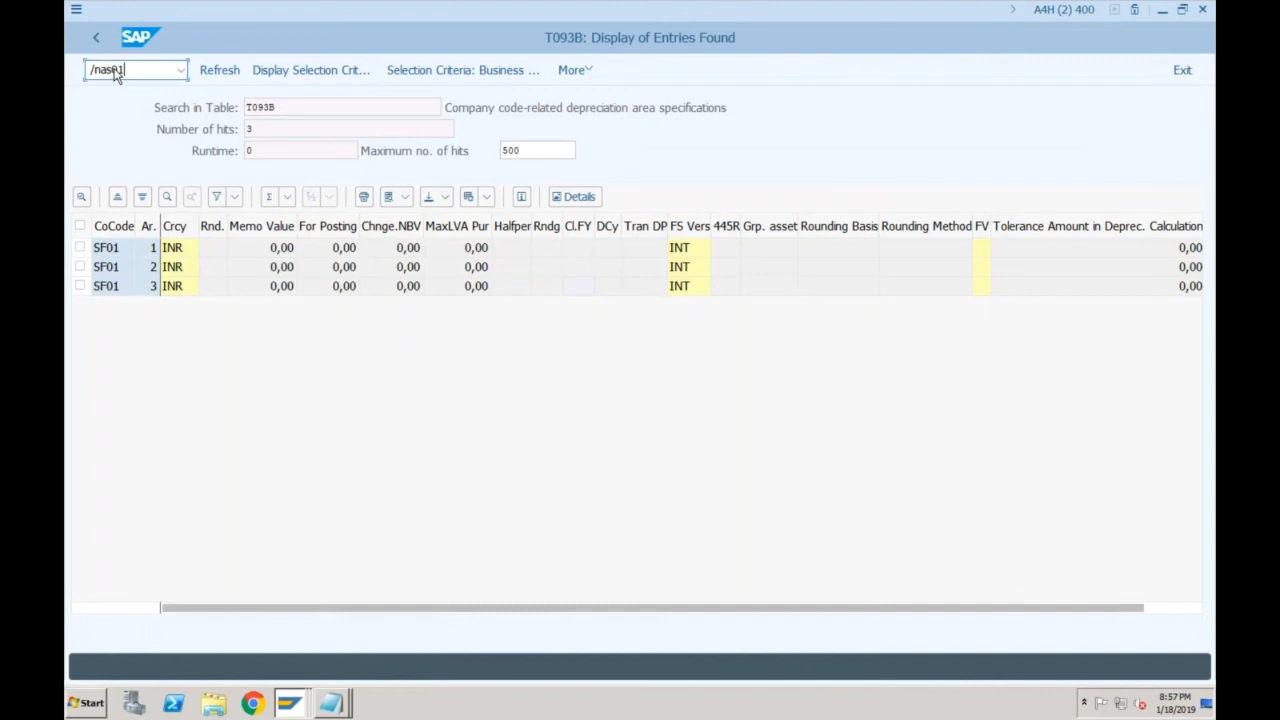 A4H (2) 400
SAP T093B: Display of Entries Found
/nas01 Refresh Display Selection Crit... Selection Criteria: Business ... More Exit
Search in Table: T093B Company code-related depreciation area specifications
Number of hits: 3
Runtime: 0 Maximum no. of hits 500
Details
CoCode Ar. Crcy Rnd. Memo Value For Posting Chnge.NBV MaxLVA Pur Halfper Rndg Cl.FY DCy Tran DP FS Vers 445R Grp. asset Rounding Basis Rounding Method FV Tolerance Amount in Deprec. Calculation
SF01 1 INR 0,00 0,00 0,00 0,00 INT 0,00
SF01 2 INR 0,00 0,00 0,00 0,00 INT 0,00
SF01 3 INR 0,00 0,00 0,00 0,00 INT 0,00
Start 8:57 PM
1/18/2019